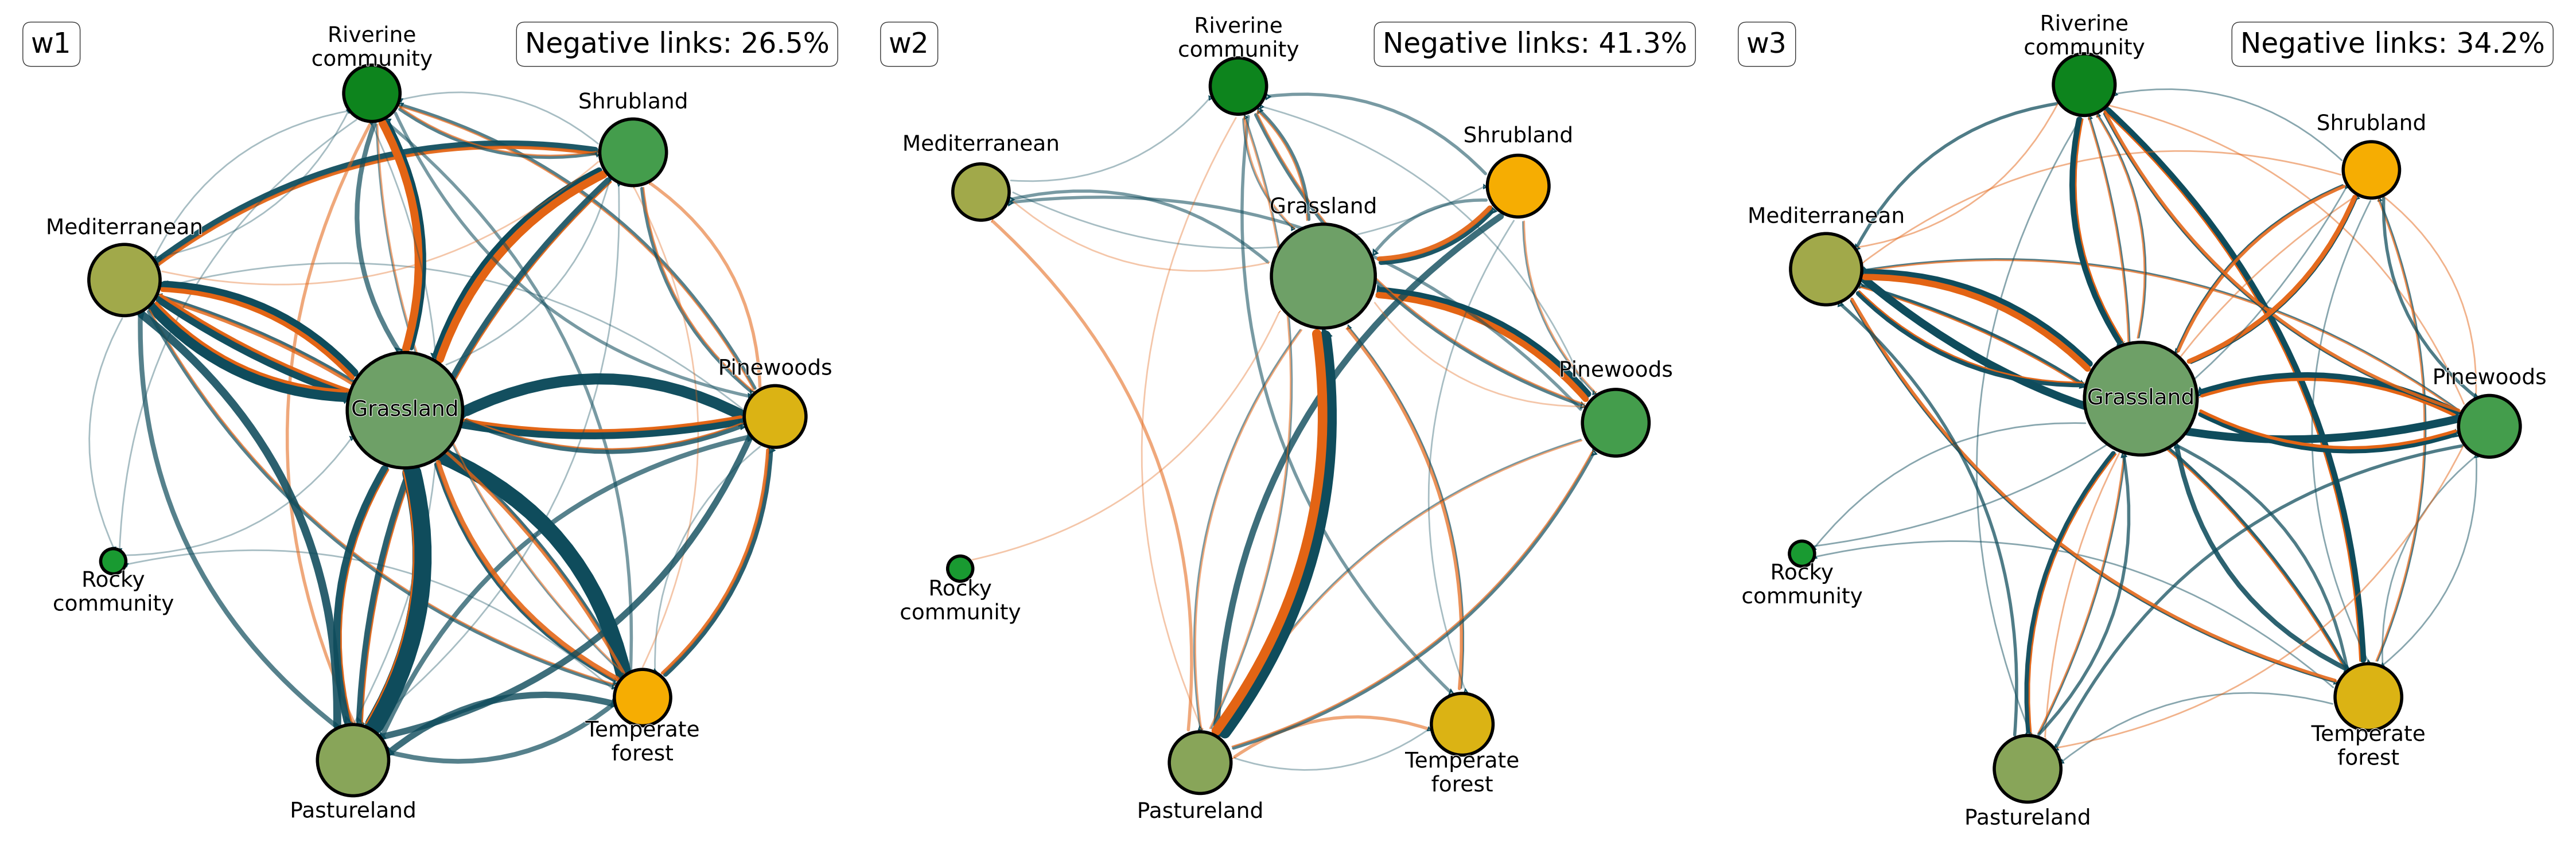 w1
Negative links: 26.5%
Riverine
community
Shrubland
Mediterranean
Pinewoods
Grassland
Rocky
community
Temperate
forest
Pastureland
w2
Negative links: 41.3%
Riverine
community
Shrubland
Mediterranean
Grassland
Pinewoods
Rocky
community
Temperate
forest
Pastureland
w3
Negative links: 34.2%
Riverine
community
Shrubland
Mediterranean
Pinewoods
Grassland
Rocky
community
Temperate
forest
Pastureland